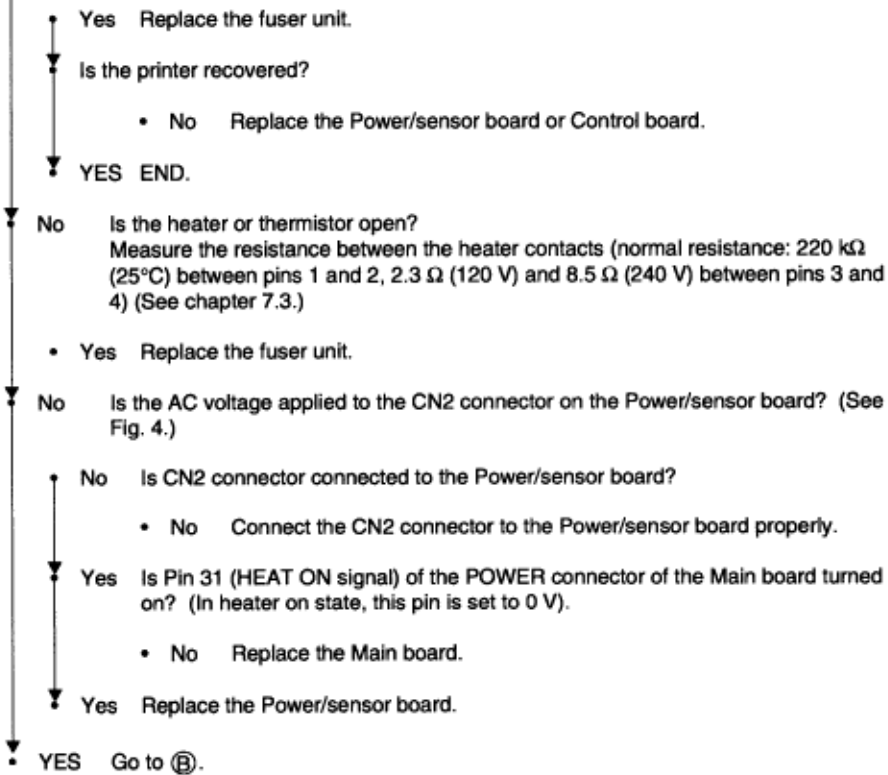 • Yes Replace the fuser unit.
Is the printer recovered?
• No Replace the Power/sensor board or Control board.
YES END.
No Is the heater or thermistor open?
Measure the resistance between the heater contacts (normal resistance: 220 kΩ
(25°C) between pins 1 and 2, 2.3 Ω (120 V) and 8.5 Ω (240 V) between pins 3 and
4) (See chapter 7.3.)
• Yes Replace the fuser unit.
No Is the AC voltage applied to the CN2 connector on the Power/sensor board? (See
Fig. 4.)
• No Is CN2 connector connected to the Power/sensor board?
• No Connect the CN2 connector to the Power/sensor board properly.
Yes Is Pin 31 (HEAT ON signal) of the POWER connector of the Main board turned
on? (In heater on state, this pin is set to 0 V).
• No Replace the Main board.
Yes Replace the Power/sensor board.
• YES Go to Ⓑ.